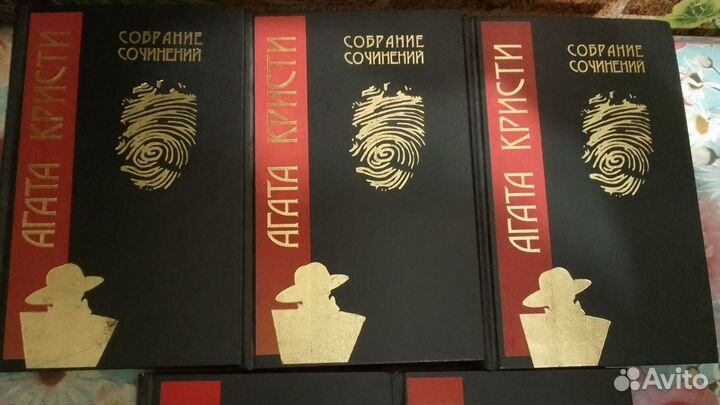 СОБРАНИЕ
СОЧИНЕНИЙ
АГАТА КРИСТИ
СОБРАНИЕ
СОЧИНЕНИЙ
АГАТА КРИСТИ
СОБРАНИЕ
СОЧИНЕНИЙ
АГАТА КРИСТИ
Avito